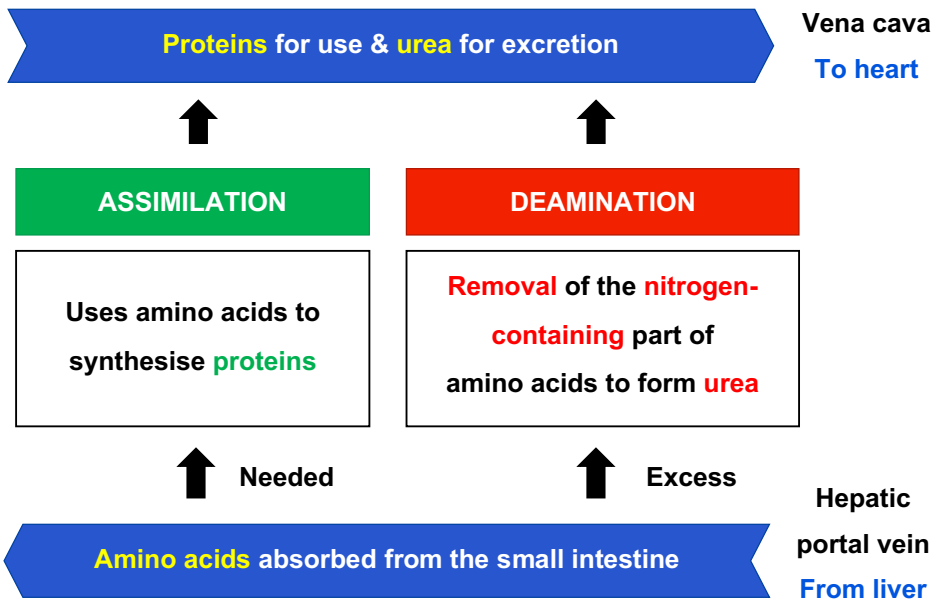 Proteins for use & urea for excretion
Vena cava
To heart
ASSIMILATION
DEAMINATION
Uses amino acids to
synthesise proteins
Removal of the nitrogen-
containing part of
amino acids to form urea
Needed
Excess
Amino acids absorbed from the small intestine
Hepatic
portal vein
From liver